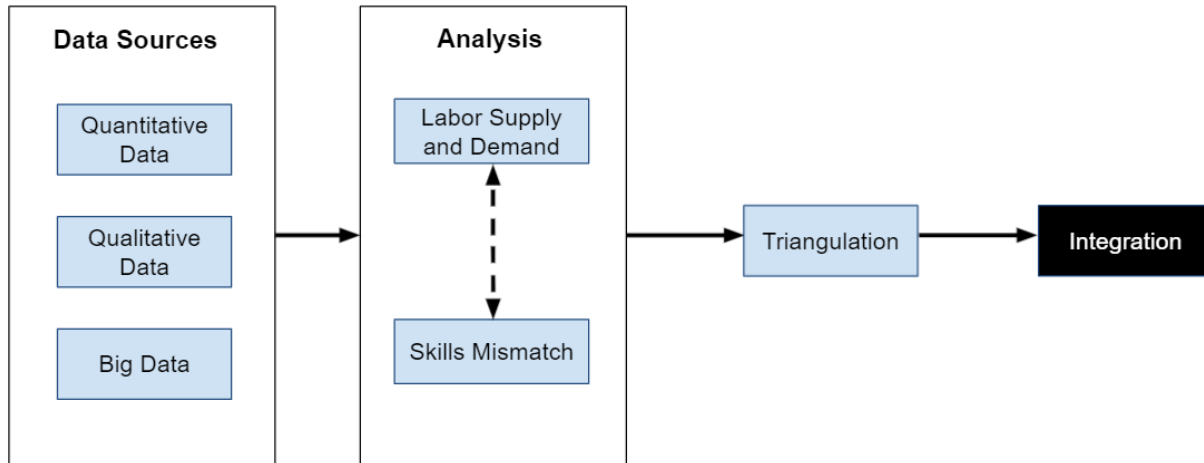 Data Sources
Quantitative
Data
Qualitative
Data
Big Data
Analysis
Labor Supply
and Demand
Skills Mismatch
Triangulation
Integration